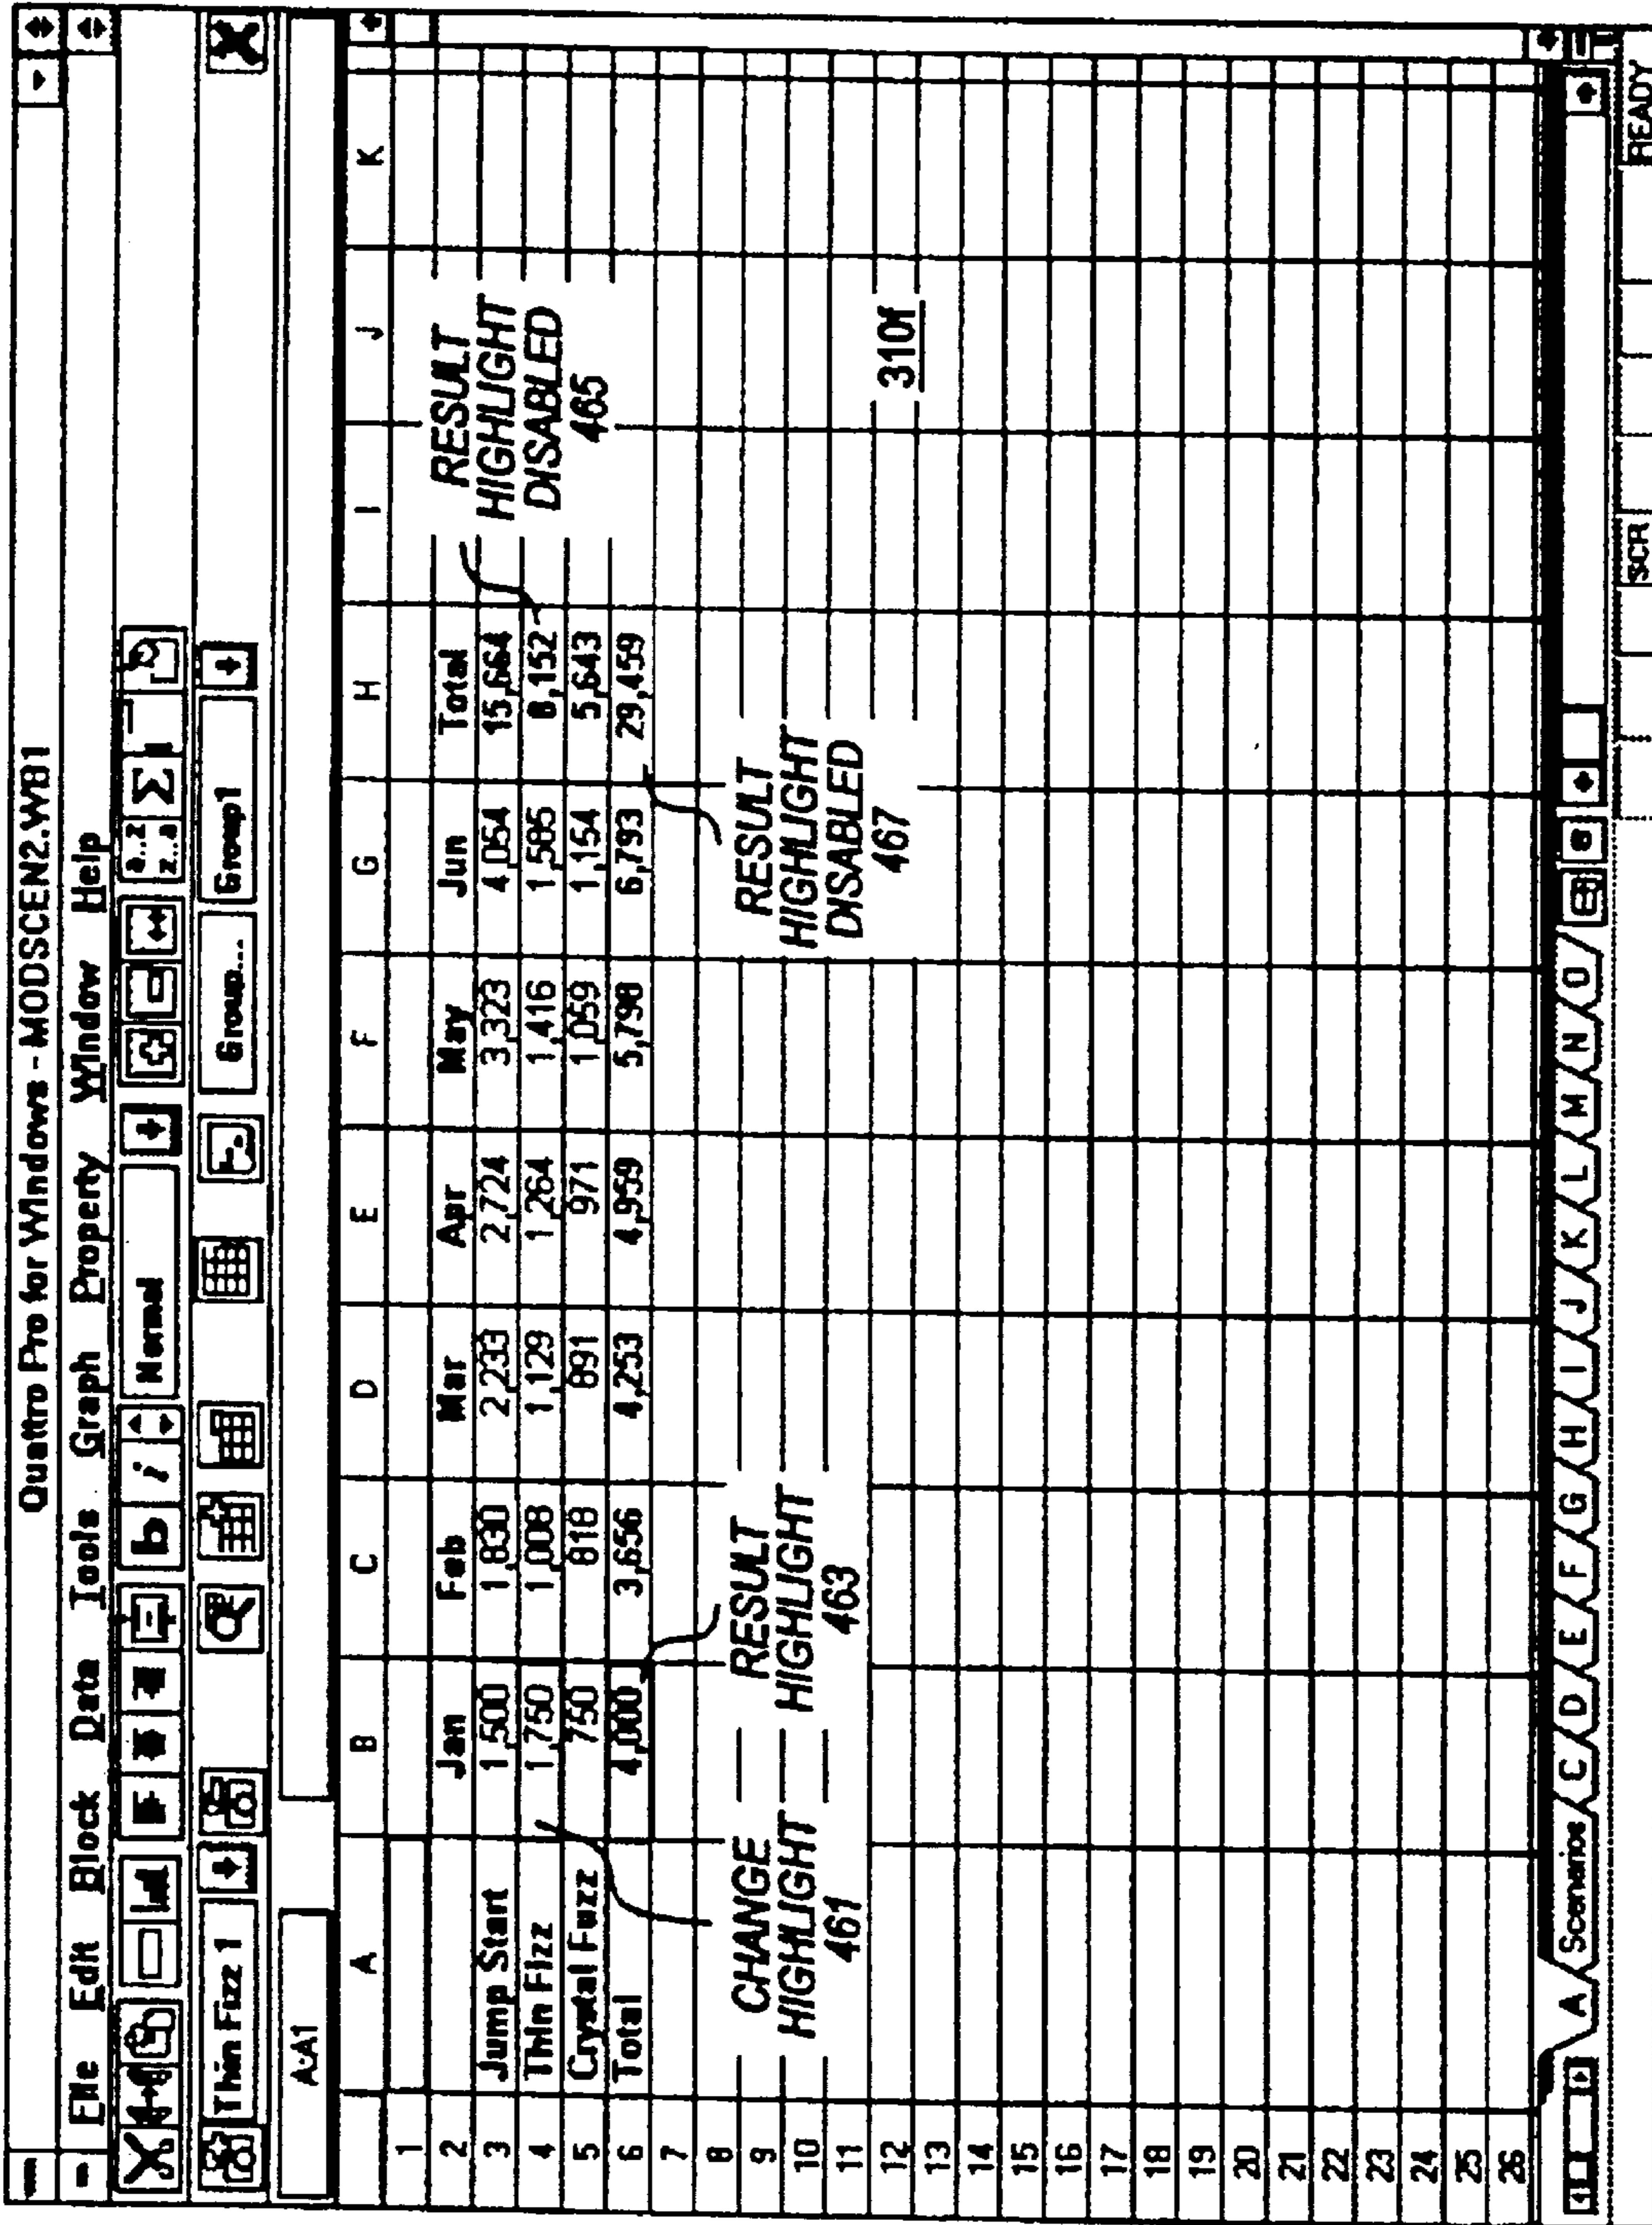 Quattro Pro for Windows - MODSCEN2.WB1
File Edit Block Data Tools Graph Property Window Help
b i Normal a..z z..a Σ
Thin Fizz 1 Group... Group1
A:A1
A B C D E F G H I J K
1
2 Jan Feb Mar Apr May Jun Total
3 Jump Start 1,500 1,830 2,233 2,724 3,323 4,054 15,664
4 Thin Fizz 1,750 1,008 1,129 1,264 1,416 1,585 8,152
5 Crystal Fuzz 750 818 891 971 1,059 1,154 5,643
6 Total 4,000 3,656 4,253 4,959 5,798 6,793 29,459
7
8
9
10
11
12
13
14
15
16
17
18
19
20
21
22
23
24
25
26
CHANGE
HIGHLIGHT
461
RESULT
HIGHLIGHT
463
RESULT
HIGHLIGHT
DISABLED
467
RESULT
HIGHLIGHT
DISABLED
465
310f
A Scenarios C D E F G H I J K L M N O
SCR READY